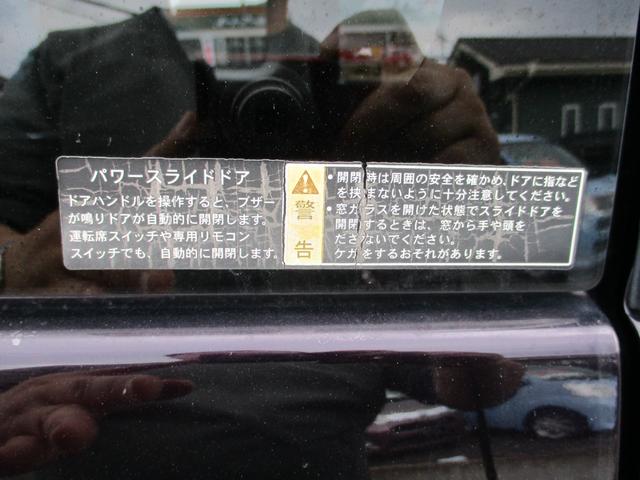 パワースライドドア
ドアハンドルを操作すると、ブザー
が鳴りドアが自動的に開閉します。
運転席スイッチや専用リモコン
スイッチでも、自動的に開閉します。
警告
・開閉時は周囲の安全を確かめ、ドアに指など
を挟まないように十分注意してください。
・窓ガラスを開けた状態でスライドドアを
開閉するときは、窓から手や頭を
ださないでください。
ケガをするおそれがあります。